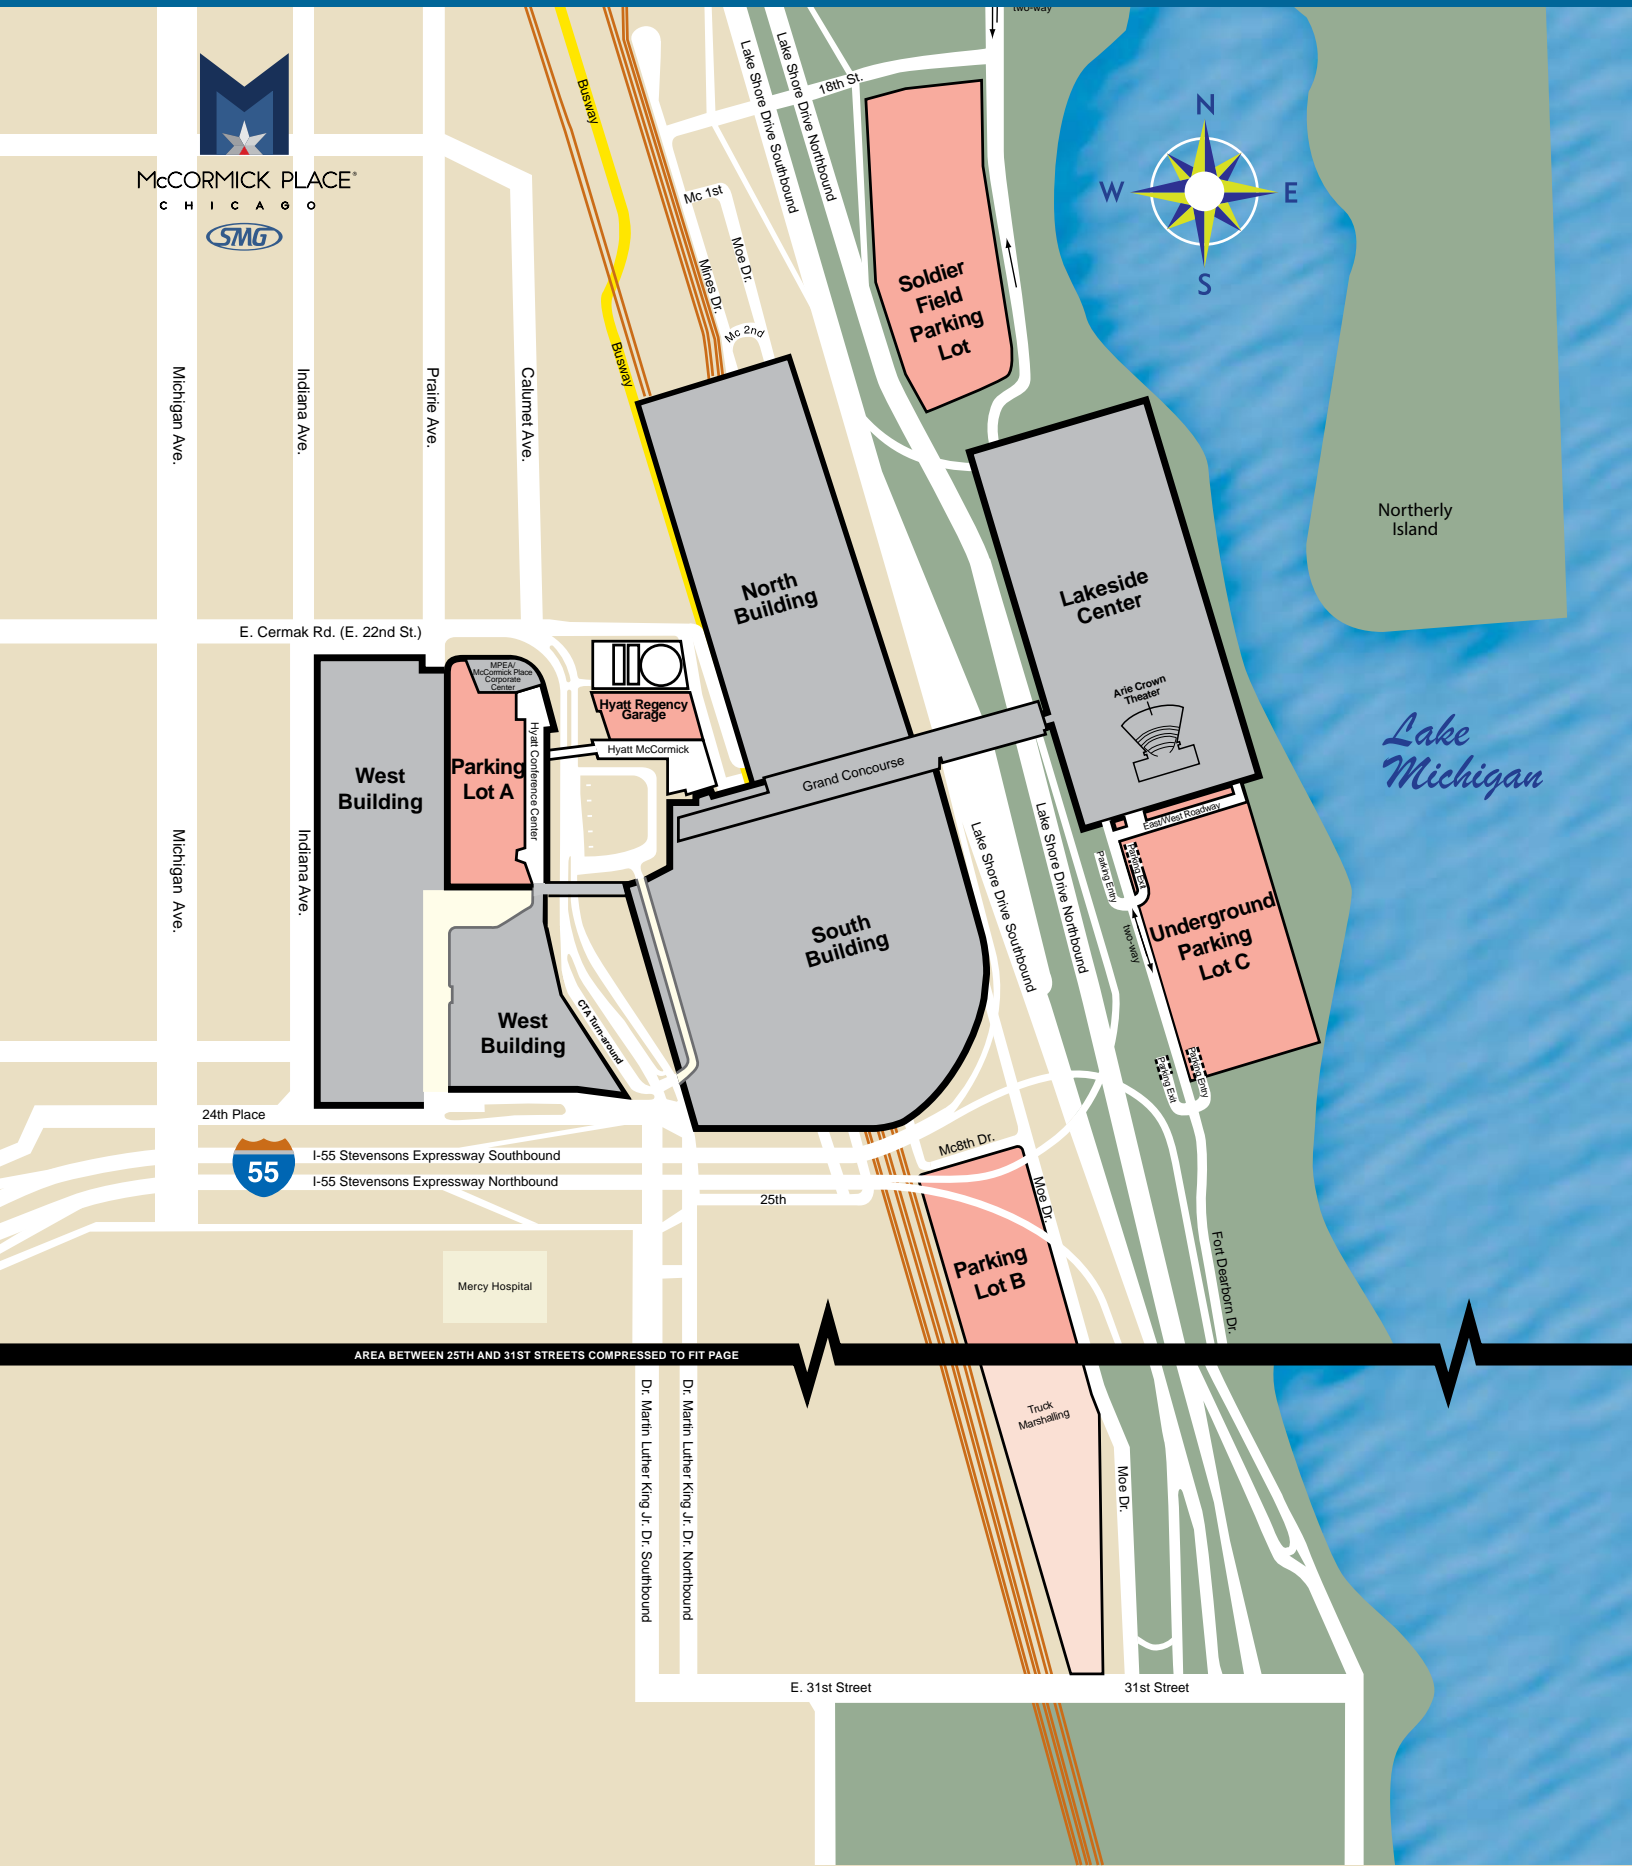 two-way
Busway
Lake Shore Drive Southbound
Lake Shore Drive Northbound
18th St.
N
W
E
S
McCORMICK PLACE®
CHICAGO
SMG
Mc 1st
Moe Dr.
Mines Dr.
Mc 2nd
Soldier
Field
Parking
Lot
Busway
Michigan Ave.
Indiana Ave.
Prairie Ave.
Calumet Ave.
Northerly
Island
North
Building
Lakeside
Center
E. Cermak Rd. (E. 22nd St.)
MPEA/
McCormick Place
Corporate
Center
Arie Crown
Theater
Hyatt Regency
Garage
Hyatt McCormick
Hyatt Conference Center
Grand Concourse
Lake
Michigan
West
Building
Parking
Lot A
East/West Roadway
Michigan Ave.
Indiana Ave.
Lake Shore Drive Southbound
Lake Shore Drive Northbound
Parking Entry
Parking Exit
two-way
Underground
Parking
Lot C
South
Building
West
Building
CTA Turn-around
Parking Exit
Parking Entry
24th Place
55
I-55 Stevensons Expressway Southbound
I-55 Stevensons Expressway Northbound
25th
Mc8th Dr.
Moe Dr.
Parking
Lot B
Fort Dearborn Dr.
Mercy Hospital
AREA BETWEEN 25TH AND 31ST STREETS COMPRESSED TO FIT PAGE
Dr. Martin Luther King Jr. Dr. Southbound
Dr. Martin Luther King Jr. Dr. Northbound
Truck
Marshalling
Moe Dr.
E. 31st Street
31st Street